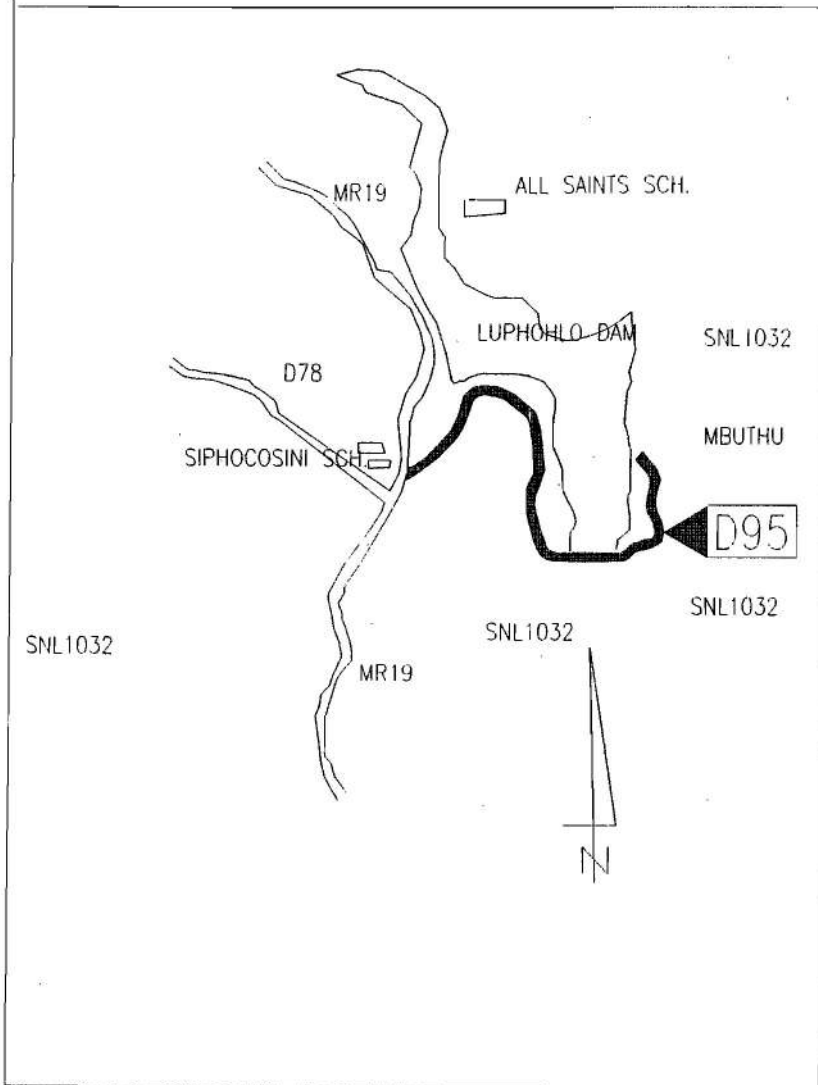 MR19
ALL SAINTS SCH.
LUPHOHLO DAM
SNL1032
D78
MBUTHU
SIPHOCOSINI SCH.
D95
SNL1032
SNL1032
SNL1032
MR19
N